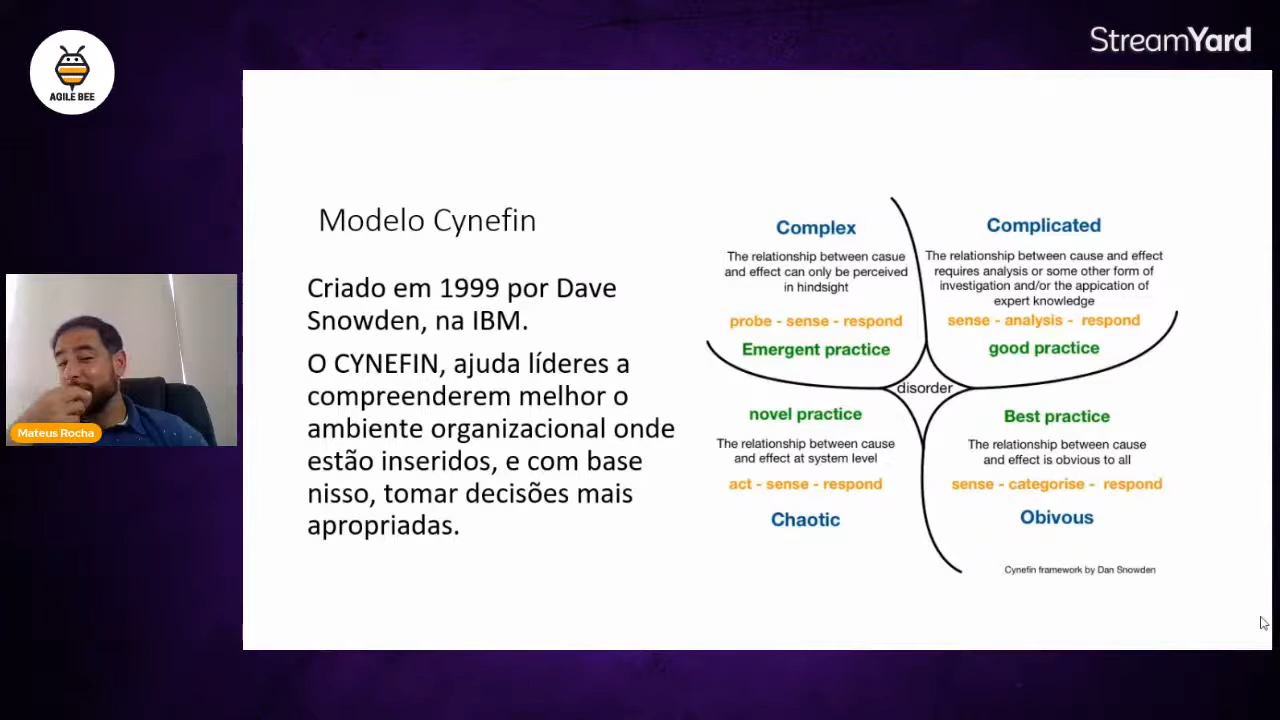 AGILE BEE
StreamYard
Mateus Rocha
Modelo Cynefin
Criado em 1999 por Dave
Snowden, na IBM.
O CYNEFIN, ajuda líderes a
compreenderem melhor o
ambiente organizacional onde
estão inseridos, e com base
nisso, tomar decisões mais
apropriadas.
Complex
The relationship between casue
and effect can only be perceived
in hindsight
probe - sense - respond
Emergent practice
Complicated
The relationship between cause and effect
requires analysis or some other form of
investigation and/or the appication of
expert knowledge
sense - analysis - respond
good practice
disorder
novel practice
The relationship between cause
and effect at system level
act - sense - respond
Chaotic
Best practice
The relationship between cause
and effect is obvious to all
sense - categorise - respond
Obivous
Cynefin framework by Dan Snowden